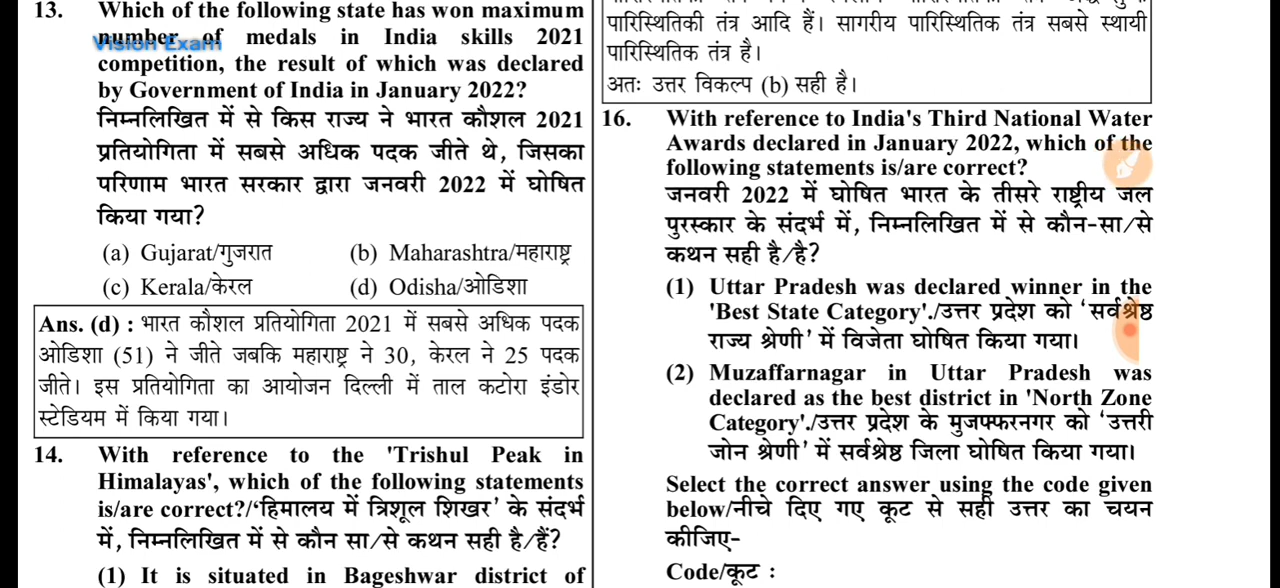 13. Which of the following state has won maximum
number of medals in India skills 2021
Vision Exam
competition, the result of which was declared
by Government of India in January 2022?
निम्नलिखित में से किस राज्य ने भारत कौशल 2021
प्रतियोगिता में सबसे अधिक पदक जीते थे, जिसका
परिणाम भारत सरकार द्वारा जनवरी 2022 में घोषित
किया गया?
(a) Gujarat/गुजरात (b) Maharashtra/महाराष्ट्र
(c) Kerala/केरल (d) Odisha/ओडिशा
Ans. (d) : भारत कौशल प्रतियोगिता 2021 में सबसे अधिक पदक
ओडिशा (51) ने जीते जबकि महाराष्ट्र ने 30, केरल ने 25 पदक
जीते। इस प्रतियोगिता का आयोजन दिल्ली में ताल कटोरा इंडोर
स्टेडियम में किया गया।
14. With reference to the 'Trishul Peak in
Himalayas', which of the following statements
is/are correct?/‘हिमालय में त्रिशूल शिखर’ के संदर्भ
में, निम्नलिखित में से कौन सा/से कथन सही है/हैं?
(1) It is situated in Bageshwar district of
पारिस्थितिकी तंत्र आदि हैं। सागरीय पारिस्थितिक तंत्र सबसे स्थायी
पारिस्थितिक तंत्र है।
अतः उत्तर विकल्प (b) सही है।
16. With reference to India's Third National Water
Awards declared in January 2022, which of the
following statements is/are correct?
जनवरी 2022 में घोषित भारत के तीसरे राष्ट्रीय जल
पुरस्कार के संदर्भ में, निम्नलिखित में से कौन-सा/से
कथन सही है/है?
(1) Uttar Pradesh was declared winner in the
'Best State Category'./उत्तर प्रदेश को ‘सर्वश्रेष्ठ
राज्य श्रेणी’ में विजेता घोषित किया गया।
(2) Muzaffarnagar in Uttar Pradesh was
declared as the best district in 'North Zone
Category'./उत्तर प्रदेश के मुजफ्फरनगर को ‘उत्तरी
जोन श्रेणी’ में सर्वश्रेष्ठ जिला घोषित किया गया।
Select the correct answer using the code given
below/नीचे दिए गए कूट से सही उत्तर का चयन
कीजिए-
Code/कूट :